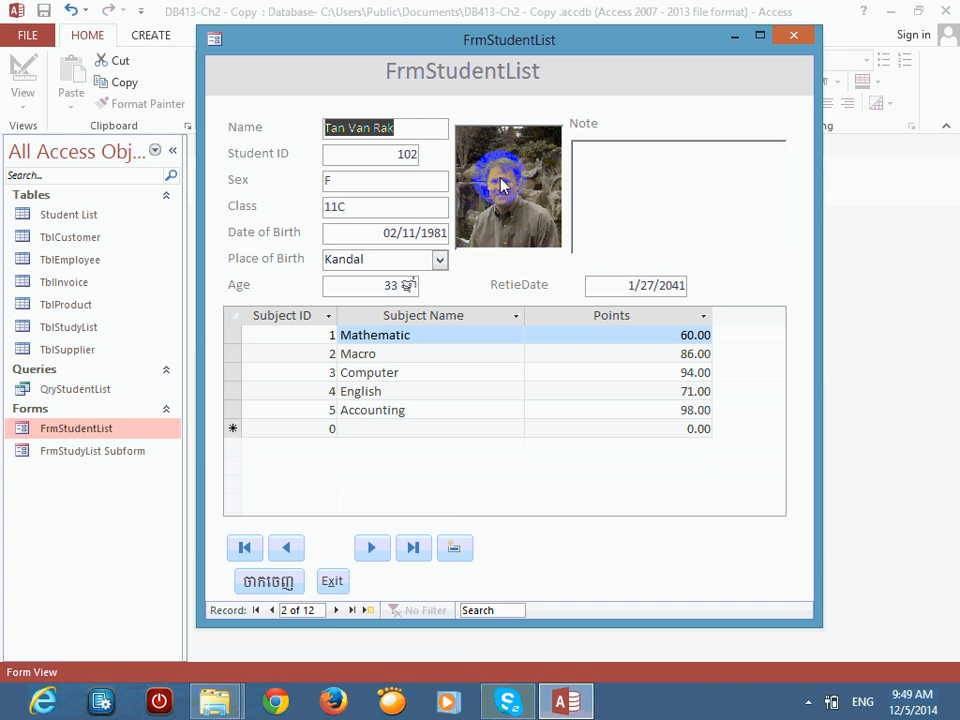 DB413-Ch2 - Copy : Database- C:\Users\Public\Documents\DB413-Ch2 - Copy .accdb (Access 2007 - 2013 file format) - Access
FILE HOME CREATE Sign in
View
Paste
Cut
Copy
Format Painter
Views Clipboard
All Access Obj...
Search...
Tables
Student List
TblCustomer
TblEmployee
TblInvoice
TblProduct
TblStudyList
TblSupplier
Queries
QryStudentList
Forms
FrmStudentList
FrmStudyList Subform
FrmStudentList
FrmStudentList
Name Tan Van Rak
Note
Student ID 102
Sex F
Class 11C
Date of Birth 02/11/1981
Place of Birth Kandal
Age 33 ឆ្នាំ RetieDate 1/27/2041
Subject ID Subject Name Points
1 Mathematic 60.00
2 Macro 86.00
3 Computer 94.00
4 English 71.00
5 Accounting 98.00
0 0.00
ចាកចេញ Exit
Record: 2 of 12 No Filter Search
Form View
ENG
9:49 AM
12/5/2014